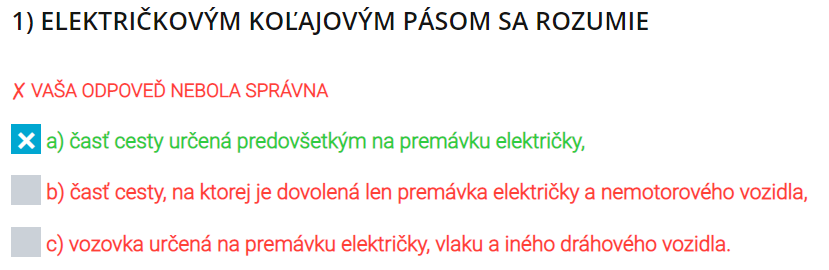 1) ELEKTRIČKOVÝM KOĽAJOVÝM PÁSOM SA ROZUMIE
✗ VAŠA ODPOVEĎ NEBOLA SPRÁVNA
a) časť cesty určená predovšetkým na premávku električky,
b) časť cesty, na ktorej je dovolená len premávka električky a nemotorového vozidla,
c) vozovka určená na premávku električky, vlaku a iného dráhového vozidla.